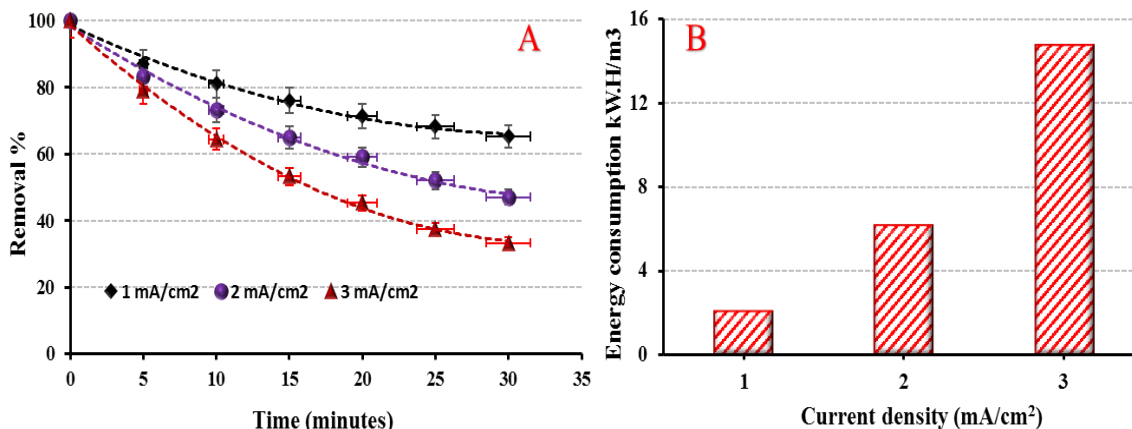 A
Removal %
100
80
60
40
20
0
1 mA/cm2 2 mA/cm2 3 mA/cm2
0 5 10 15 20 25 30 35
Time (minutes)
B
Energy consumption kW.H/m3
16
12
8
4
0
1 2 3
Current density (mA/cm²)